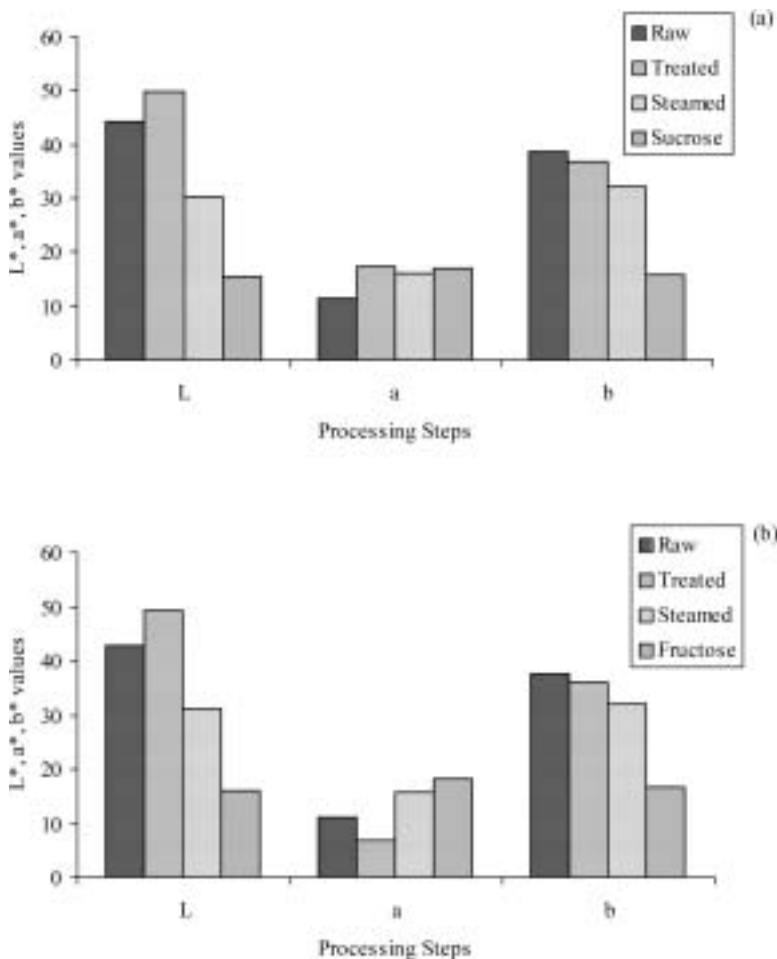 (a)
Raw
Treated
Steamed
Sucrose
60
50
40
30
20
10
0
L*, a*, b* values
L a b
Processing Steps
(b)
Raw
Treated
Steamed
Fructose
60
50
40
30
20
10
0
L*, a*, b* values
L a b
Processing Steps